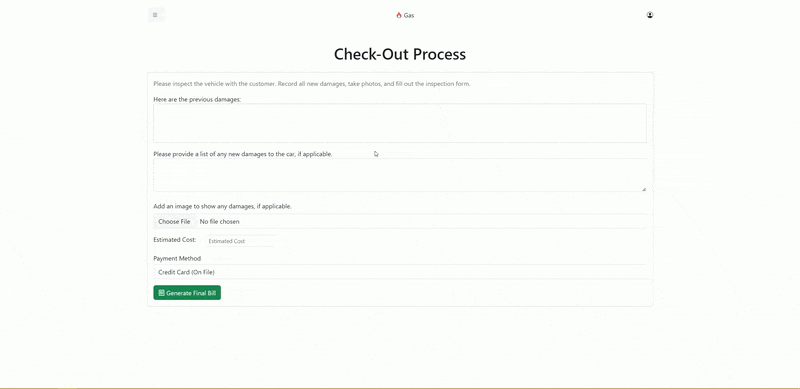 Gas
Check-Out Process
Please inspect the vehicle with the customer. Record all new damages, take photos, and fill out the inspection form.
Here are the previous damages:
Please provide a list of any new damages to the car, if applicable.
Add an image to show any damages, if applicable.
Choose File No file chosen
Estimated Cost: Estimated Cost
Payment Method
Credit Card (On File)
Generate Final Bill